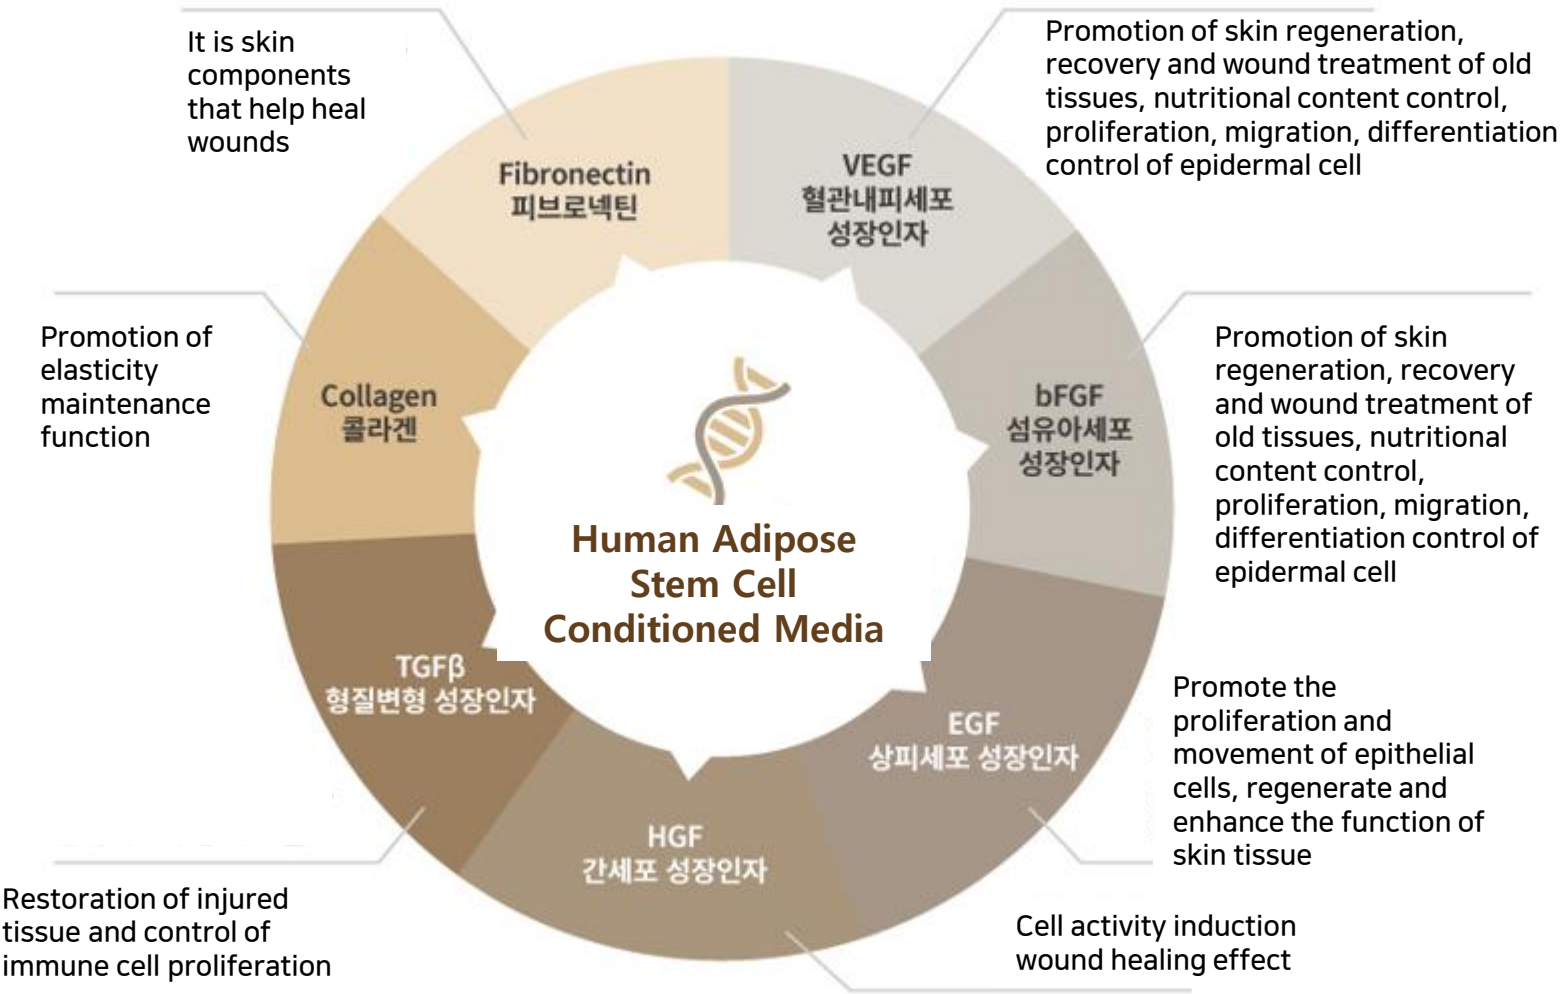 It is skin
components
that help heal
wounds
Promotion of skin regeneration,
recovery and wound treatment of old
tissues, nutritional content control,
proliferation, migration, differentiation
control of epidermal cell
Fibronectin
피브로넥틴
VEGF
혈관내피세포
성장인자
Promotion of
elasticity
maintenance
function
Collagen
콜라겐
bFGF
섬유아세포
성장인자
Promotion of skin
regeneration, recovery
and wound treatment of
old tissues, nutritional
content control,
proliferation, migration,
differentiation control of
epidermal cell
Human Adipose
Stem Cell
Conditioned Media
TGFβ
형질변형 성장인자
EGF
상피세포 성장인자
Promote the
proliferation and
movement of epithelial
cells, regenerate and
enhance the function of
skin tissue
HGF
간세포 성장인자
Restoration of injured
tissue and control of
immune cell proliferation
Cell activity induction
wound healing effect